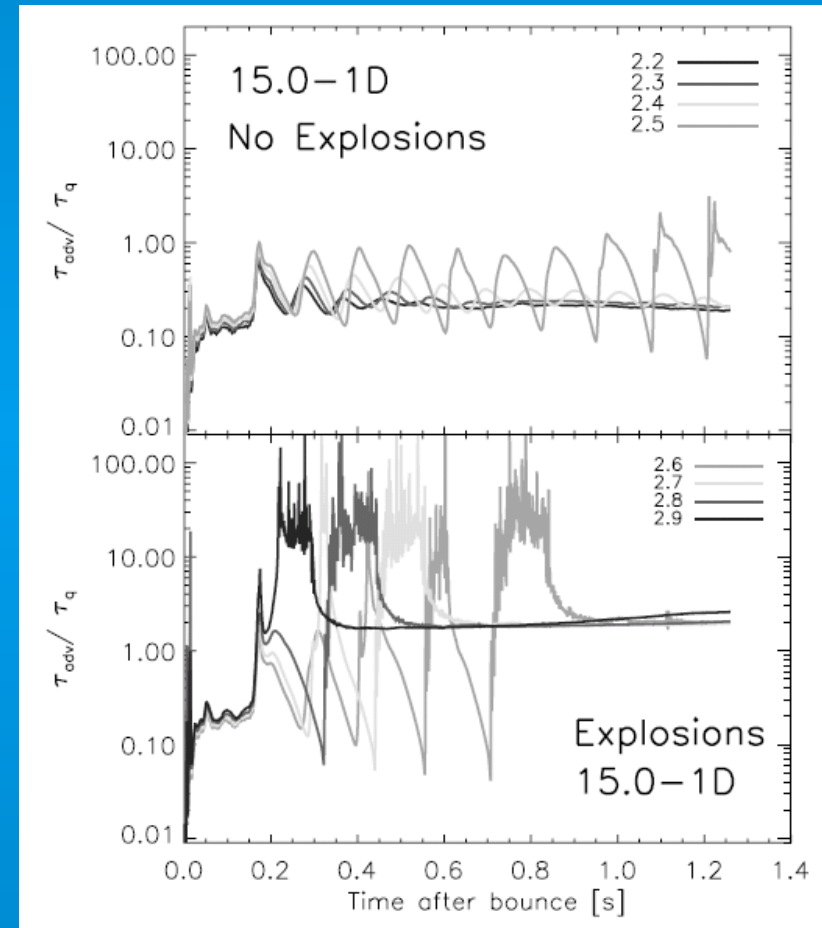 100.00
10.00
1.00
0.10
0.01
τadv/ τq
15.0-1D
No Explosions
2.2
2.3
2.4
2.5
100.00
10.00
1.00
0.10
0.01
τadv/ τq
2.6
2.7
2.8
2.9
Explosions
15.0-1D
0.0 0.2 0.4 0.6 0.8 1.0 1.2 1.4
Time after bounce [s]